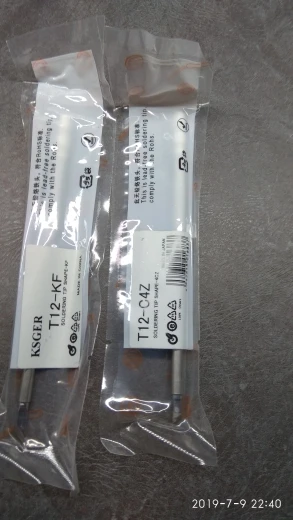 KSGER
T12-KF
SOLDERING TIP SHAPE-KF
This is lead-free soldering tip
comply with the Rohs
T12-C4Z
SOLDERING TIP SHAPE-C4Z
This is lead-free soldering tip
comply with the Rohs
2019-7-9 22:40